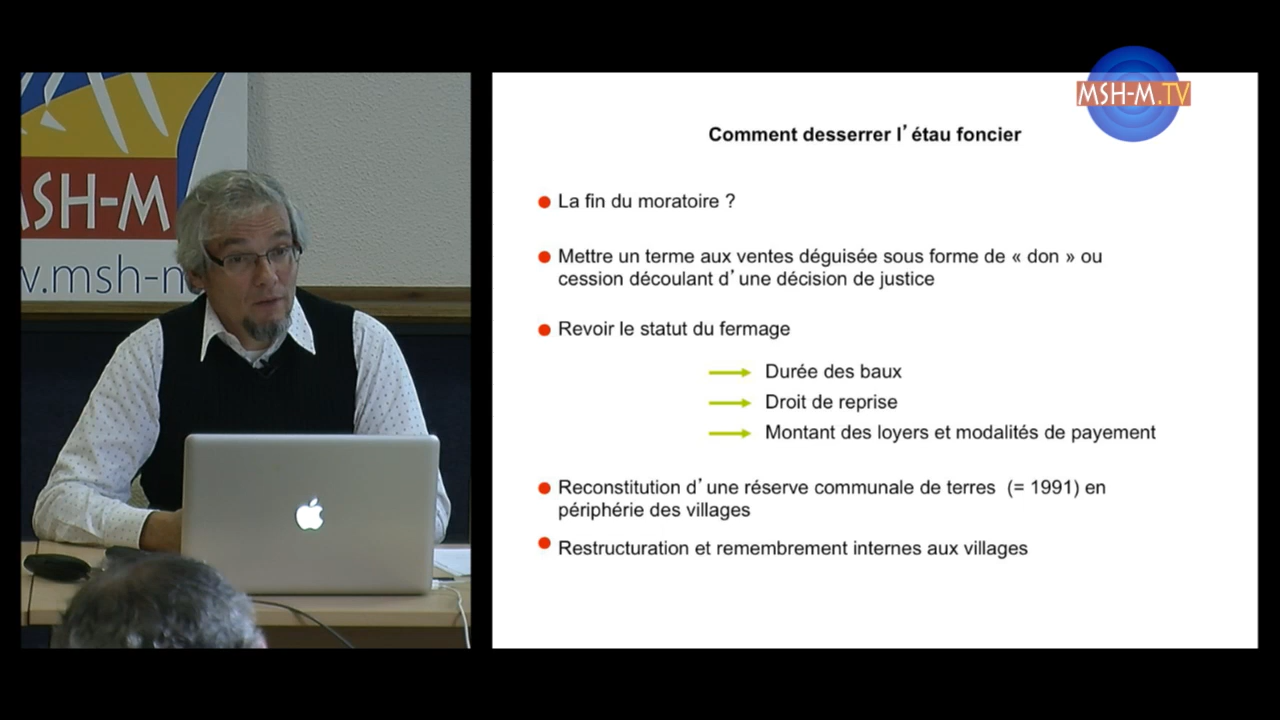 MSH-M.TV
MSH-M
w.msh-m
Comment desserrer l’étau foncier
La fin du moratoire ?
Mettre un terme aux ventes déguisée sous forme de « don » ou
cession découlant d’une décision de justice
Revoir le statut du fermage
Durée des baux
Droit de reprise
Montant des loyers et modalités de payement
Reconstitution d’une réserve communale de terres (= 1991) en
périphérie des villages
Restructuration et remembrement internes aux villages